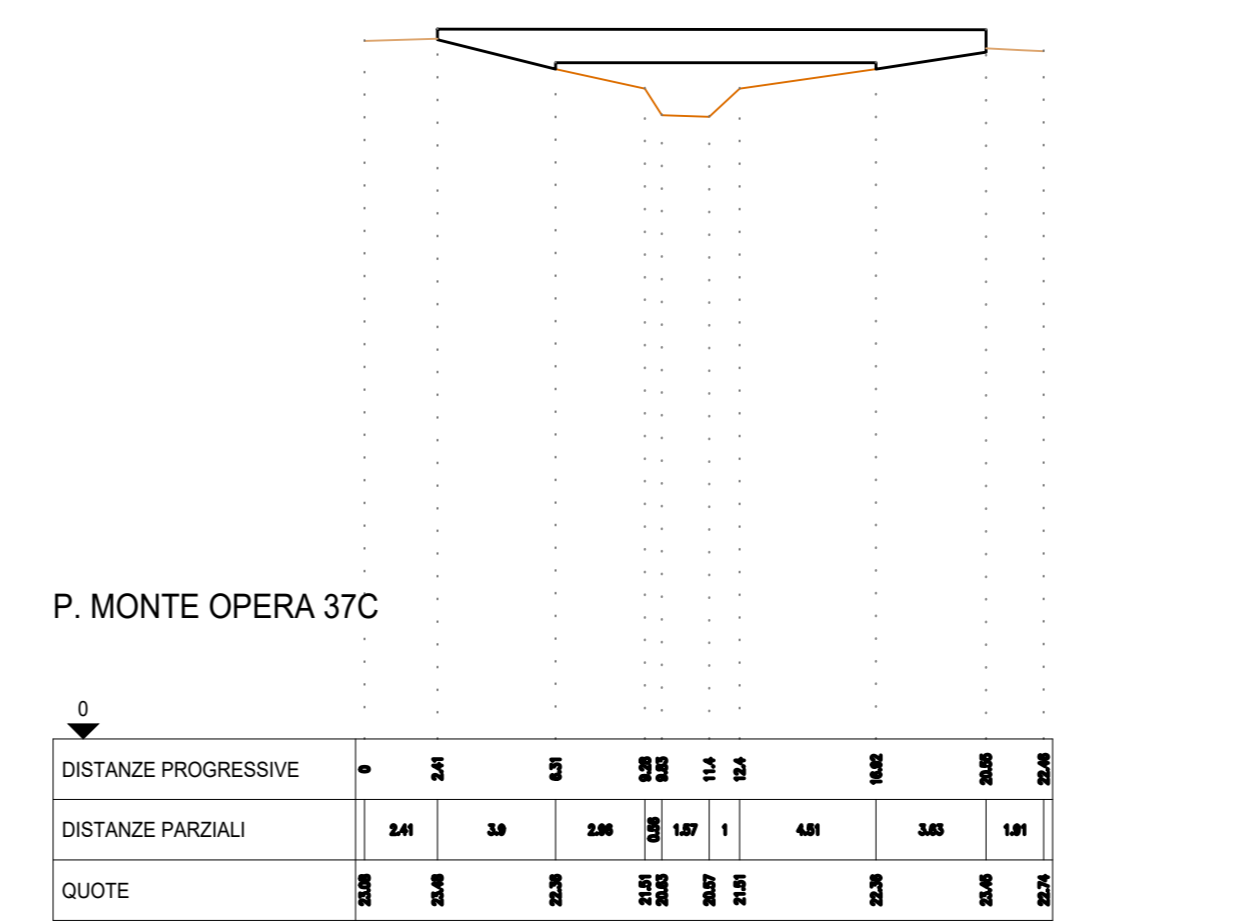 P. MONTE OPERA 37C
0
DISTANZE PROGRESSIVE 0 2.41 6.31 9.28 9.83 11.4 12.4 16.92 20.55 22.46
DISTANZE PARZIALI 2.41 3.9 2.96 0.56 1.57 1 4.51 3.63 1.91
QUOTE 23.08 23.48 22.36 21.51 20.63 20.57 21.51 22.36 23.45 22.74